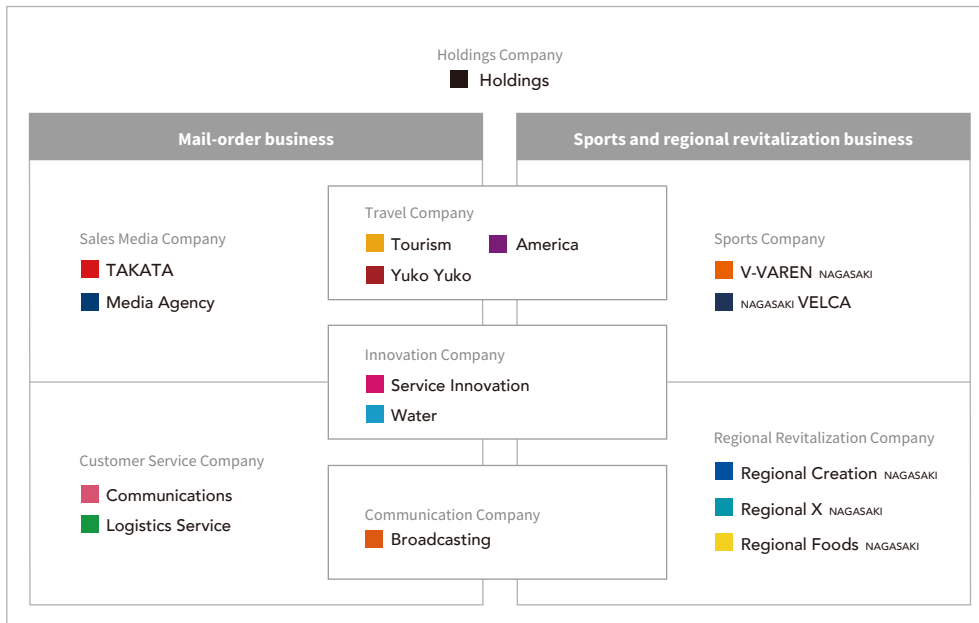 Holdings Company
Holdings
Mail-order business
Sports and regional revitalization business
Sales Media Company
TAKATA
Media Agency
Customer Service Company
Communications
Logistics Service
Travel Company
Tourism America
Yuko Yuko
Innovation Company
Service Innovation
Water
Communication Company
Broadcasting
Sports Company
V-VAREN NAGASAKI
NAGASAKI VELCA
Regional Revitalization Company
Regional Creation NAGASAKI
Regional X NAGASAKI
Regional Foods NAGASAKI